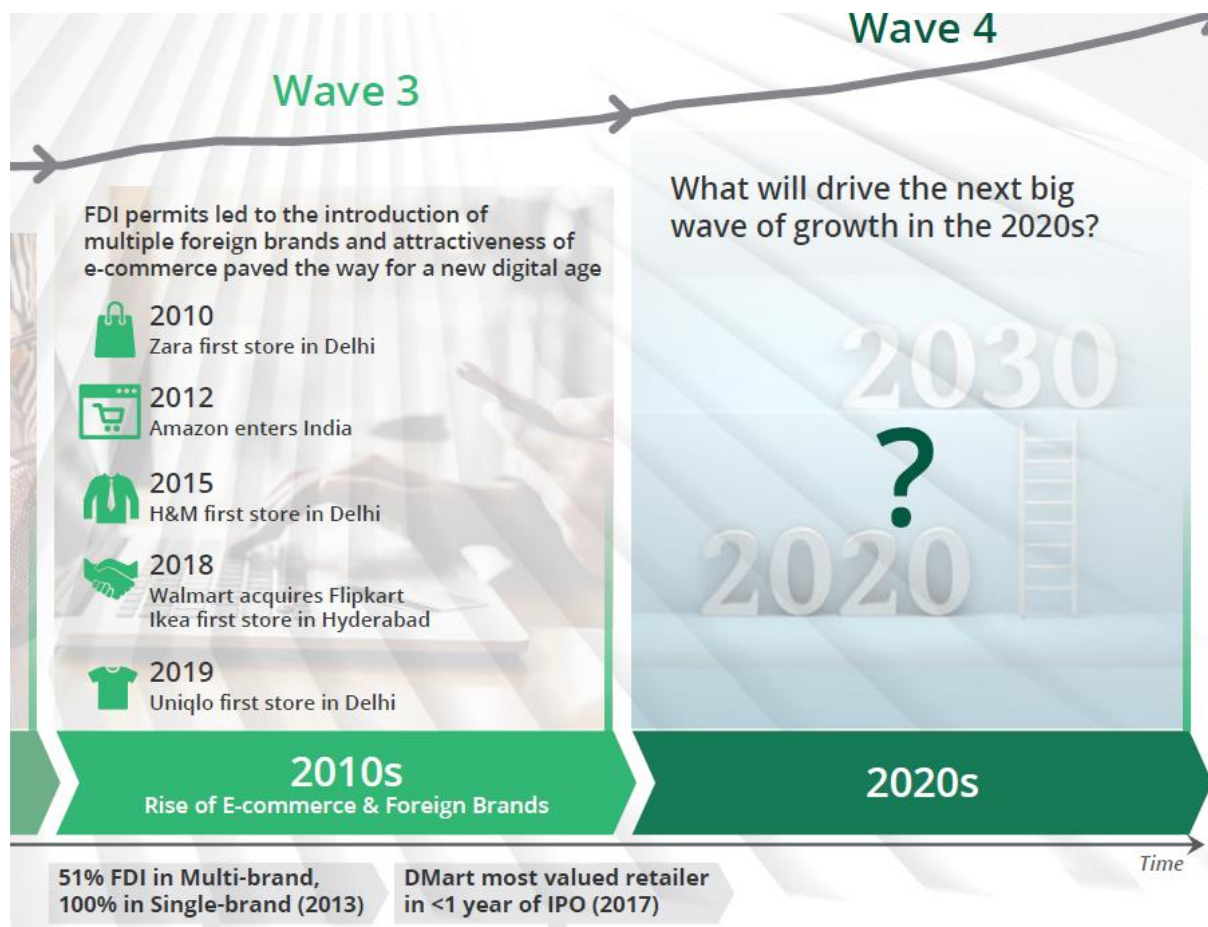 Wave 3
Wave 4
FDI permits led to the introduction of
multiple foreign brands and attractiveness of
e-commerce paved the way for a new digital age
2010
Zara first store in Delhi
2012
Amazon enters India
2015
H&M first store in Delhi
2018
Walmart acquires Flipkart
Ikea first store in Hyderabad
2019
Uniqlo first store in Delhi
What will drive the next big
wave of growth in the 2020s?
2030
?
2020
2010s
Rise of E-commerce & Foreign Brands
2020s
Time
51% FDI in Multi-brand,
100% in Single-brand (2013)
DMart most valued retailer
in <1 year of IPO (2017)